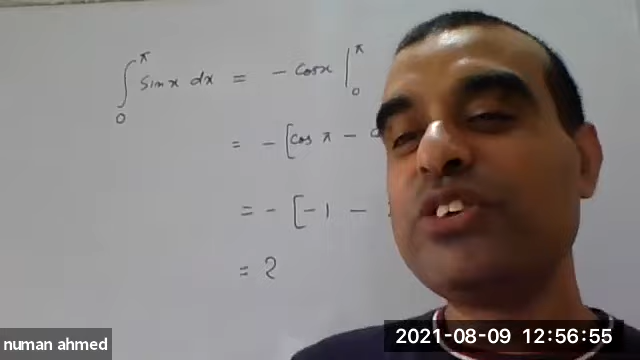 ∫₀^π sin x dx = - cos x |₀^π
= - [cos π -
= - [-1 -
= 2
numan ahmed
2021-08-09 12:56:55